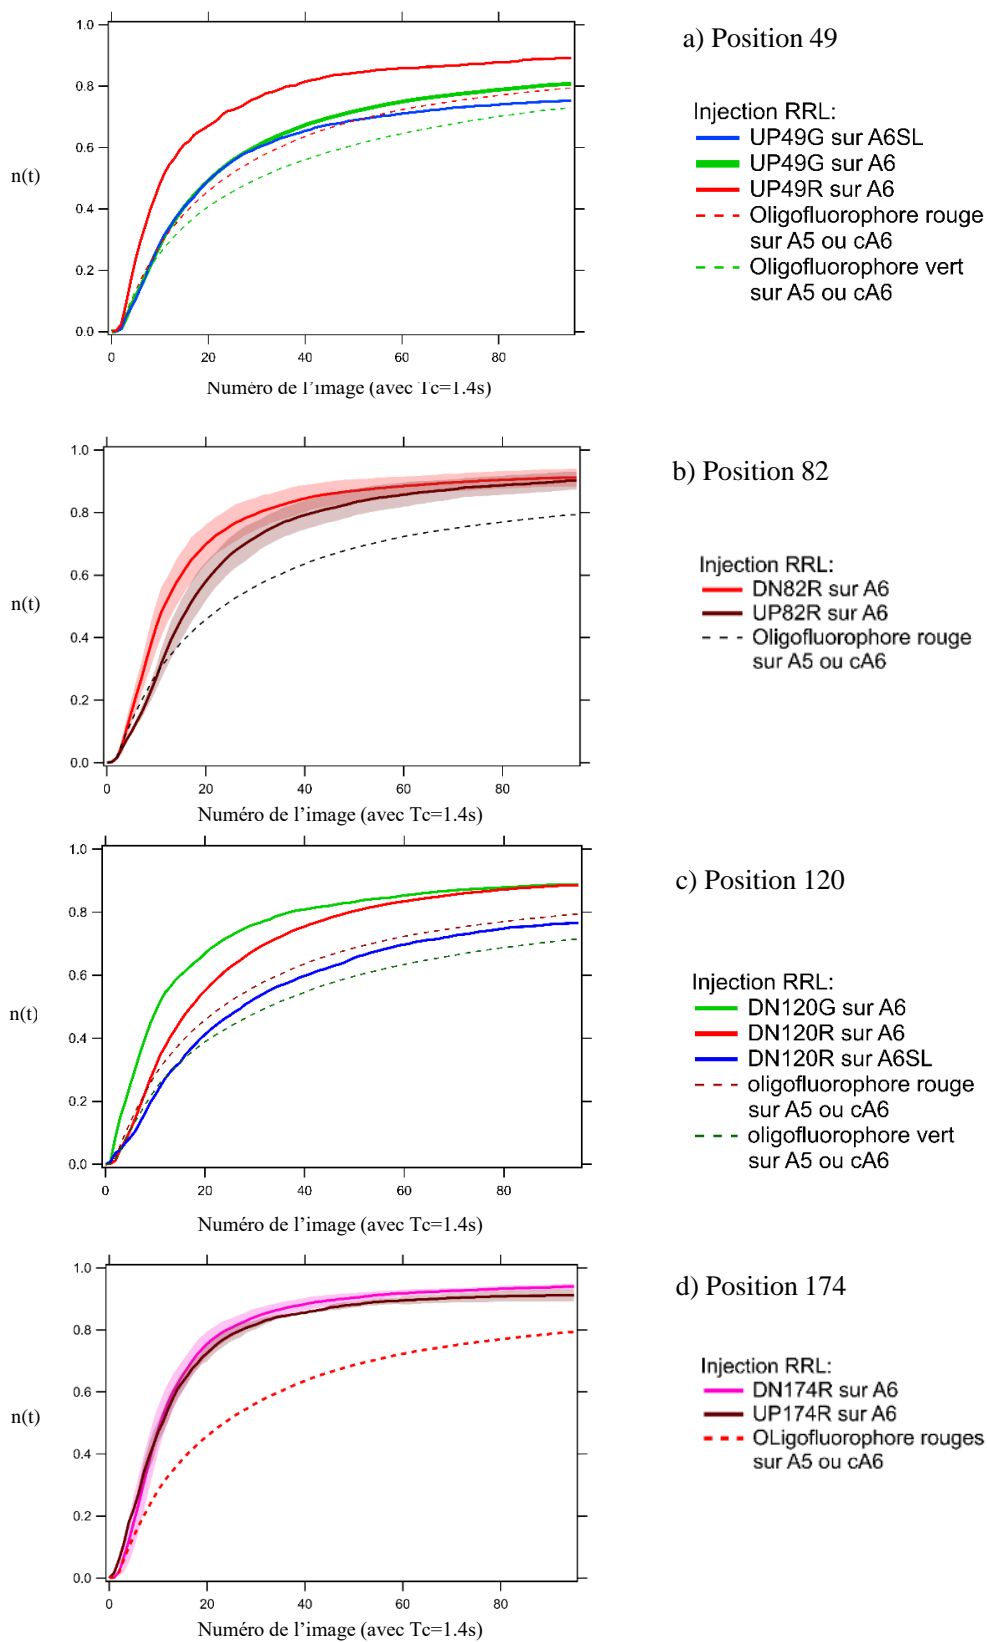 a) Position 49
1.0
0.8
0.6
n(t)
0.4
0.2
0.0
0
20
40
60
80
Numéro de l'image (avec Tc=1.4s)
Injection RRL:
UP49G sur A6SL
UP49G sur A6
UP49R sur A6
Oligofluorophore rouge
sur A5 ou cA6
Oligofluorophore vert
sur A5 ou cA6
b) Position 82
1.0
0.8
0.6
n(t)
0.4
0.2
0.0
0
20
40
60
80
Numéro de l'image (avec Tc=1.4s)
Injection RRL:
DN82R sur A6
UP82R sur A6
Oligofluorophore rouge
sur A5 ou cA6
c) Position 120
1.0
0.8
0.6
n(t)
0.4
0.2
0.0
0
20
40
60
80
Numéro de l'image (avec Tc=1.4s)
Injection RRL:
DN120G sur A6
DN120R sur A6
DN120R sur A6SL
oligofluorophore rouge
sur A5 ou cA6
oligofluorophore vert
sur A5 ou cA6
d) Position 174
1.0
0.8
0.6
n(t)
0.4
0.2
0.0
0
20
40
60
80
Numéro de l'image (avec Tc=1.4s)
Injection RRL:
DN174R sur A6
UP174R sur A6
OLigofluorophore rouges
sur A5 ou cA6